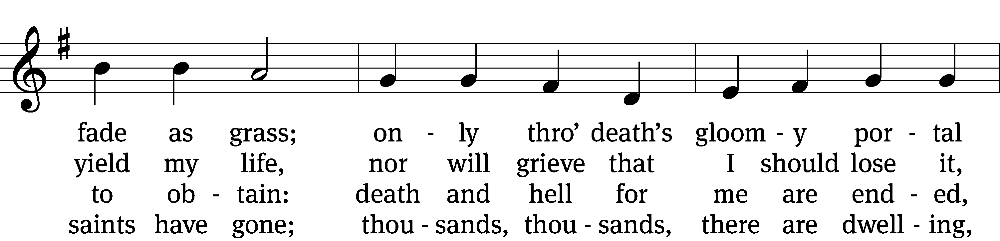 fade as grass; on - ly thro’ death’s gloom - y por - tal
yield my life, nor will grieve that I should lose it,
to ob - tain: death and hell for me are end - ed,
saints have gone; thou - sands, thou - sands, there are dwell - ing,